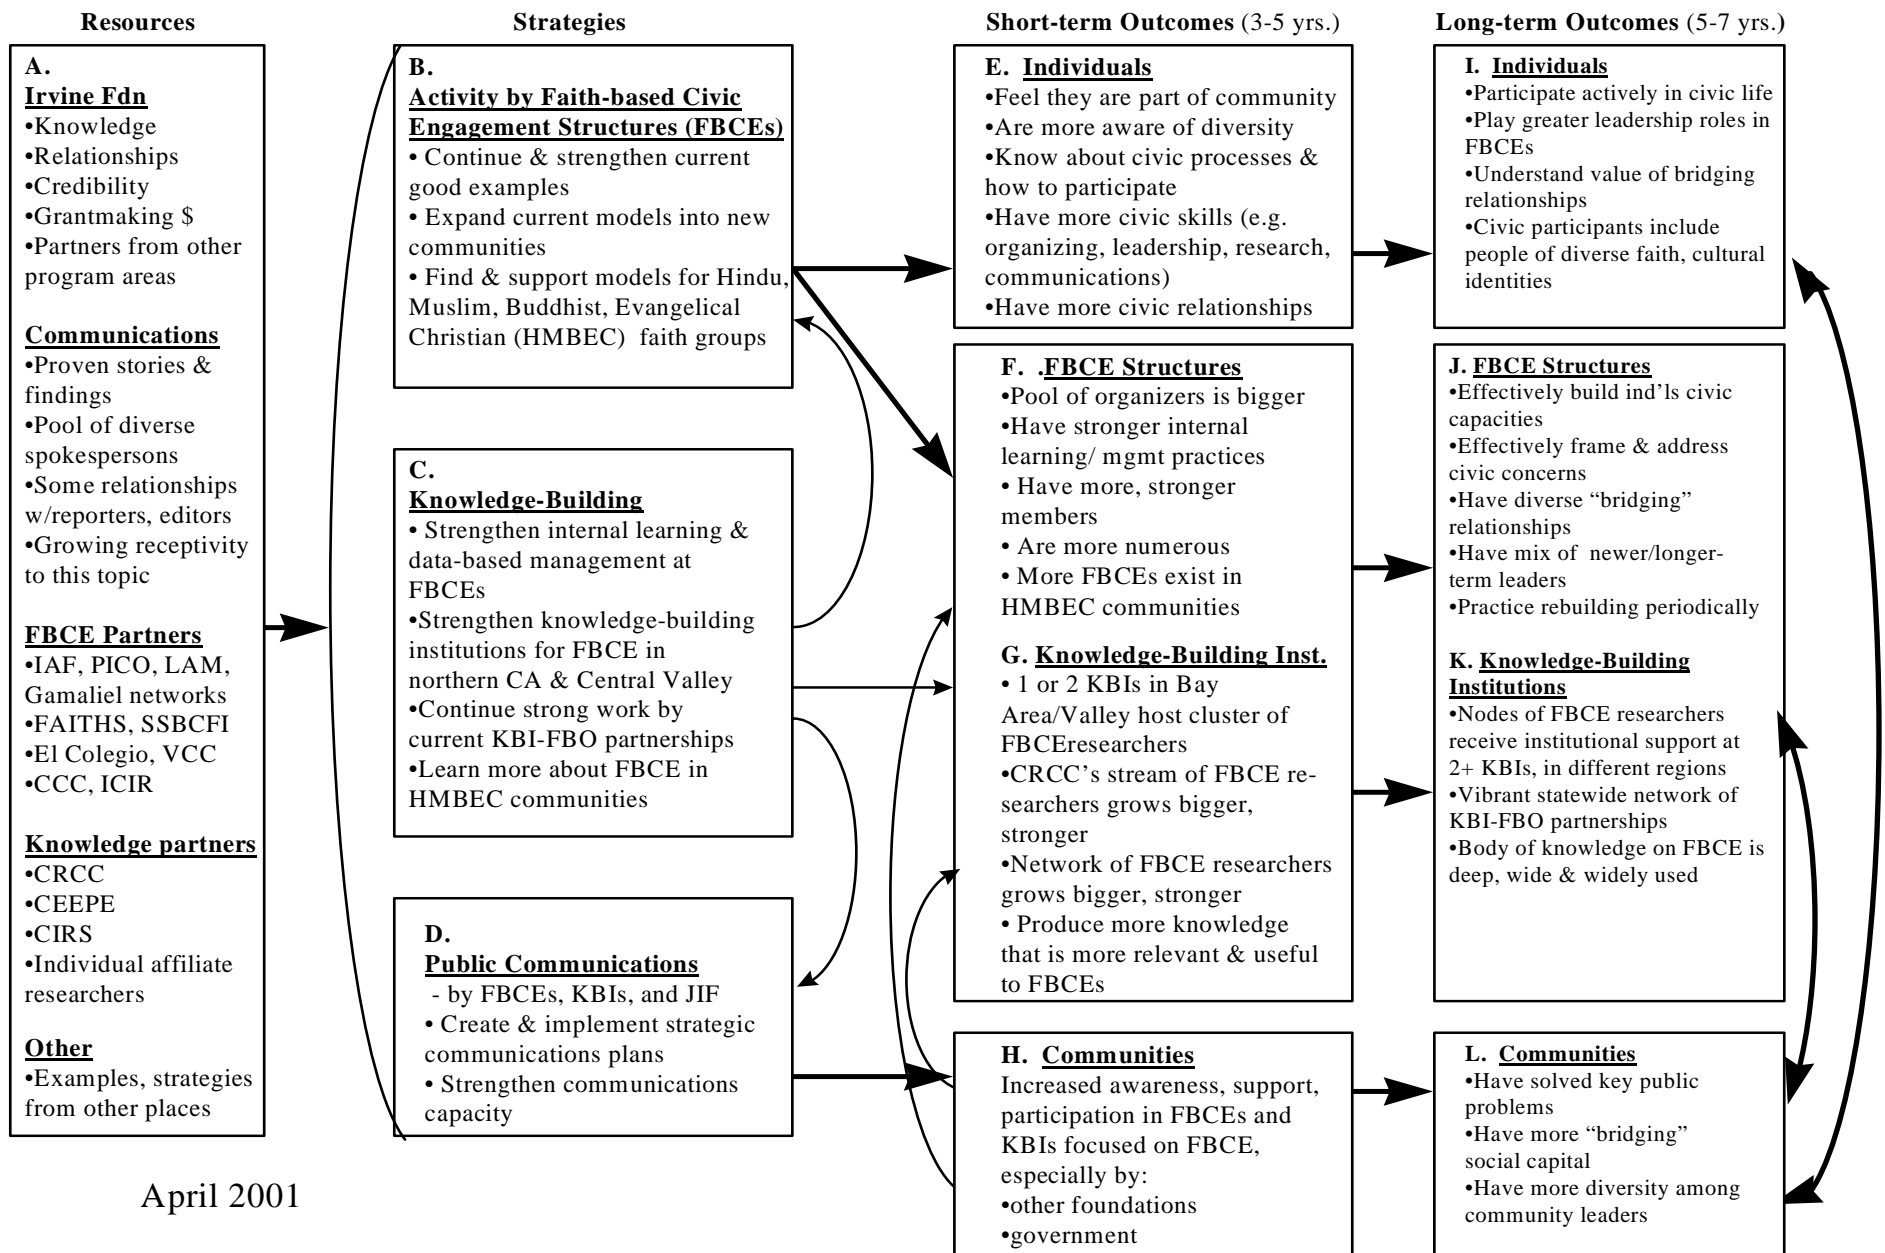 Resources
A.
Irvine Fdn
•Knowledge
•Relationships
•Credibility
•Grantmaking $
•Partners from other
program areas
Communications
•Proven stories &
findings
•Pool of diverse
spokespersons
•Some relationships
w/reporters, editors
•Growing receptivity
to this topic
FBCE Partners
•IAF, PICO, LAM,
Gamaliel networks
•FAITHS, SSBCFI
•El Colegio, VCC
•CCC, ICIR
Knowledge partners
•CRCC
•CEEPE
•CIRS
•Individual affiliate
researchers
Other
•Examples, strategies
from other places
April 2001
Strategies
B.
Activity by Faith-based Civic
Engagement Structures (FBCEs)
• Continue & strengthen current
good examples
• Expand current models into new
communities
• Find & support models for Hindu,
Muslim, Buddhist, Evangelical
Christian (HMBEC) faith groups
C.
Knowledge-Building
• Strengthen internal learning &
data-based management at
FBCEs
•Strengthen knowledge-building
institutions for FBCE in
northern CA & Central Valley
•Continue strong work by
current KBI-FBO partnerships
•Learn more about FBCE in
HMBEC communities
D.
Public Communications
- by FBCEs, KBIs, and JIF
• Create & implement strategic
communications plans
• Strengthen communications
capacity
Short-term Outcomes (3-5 yrs.)
E. Individuals
•Feel they are part of community
•Are more aware of diversity
•Know about civic processes &
how to participate
•Have more civic skills (e.g.
organizing, leadership, research,
communications)
•Have more civic relationships
F. .FBCE Structures
•Pool of organizers is bigger
•Have stronger internal
learning/ mgmt practices
• Have more, stronger
members
• Are more numerous
• More FBCEs exist in
HMBEC communities
G. Knowledge-Building Inst.
• 1 or 2 KBIs in Bay
Area/Valley host cluster of
FBCEresearchers
•CRCC's stream of FBCE re-
searchers grows bigger,
stronger
•Network of FBCE researchers
grows bigger, stronger
• Produce more knowledge
that is more relevant & useful
to FBCEs
H. Communities
Increased awareness, support,
participation in FBCEs and
KBIs focused on FBCE,
especially by:
•other foundations
•government
Long-term Outcomes (5-7 yrs.)
I. Individuals
•Participate actively in civic life
•Play greater leadership roles in
FBCEs
•Understand value of bridging
relationships
•Civic participants include
people of diverse faith, cultural
identities
J. FBCE Structures
•Effectively build ind'ls civic
capacities
•Effectively frame & address
civic concerns
•Have diverse “bridging”
relationships
•Have mix of newer/longer-
term leaders
•Practice rebuilding periodically
K. Knowledge-Building
Institutions
•Nodes of FBCE researchers
receive institutional support at
2+ KBIs, in different regions
•Vibrant statewide network of
KBI-FBO partnerships
•Body of knowledge on FBCE is
deep, wide & widely used
L. Communities
•Have solved key public
problems
•Have more “bridging”
social capital
•Have more diversity among
community leaders